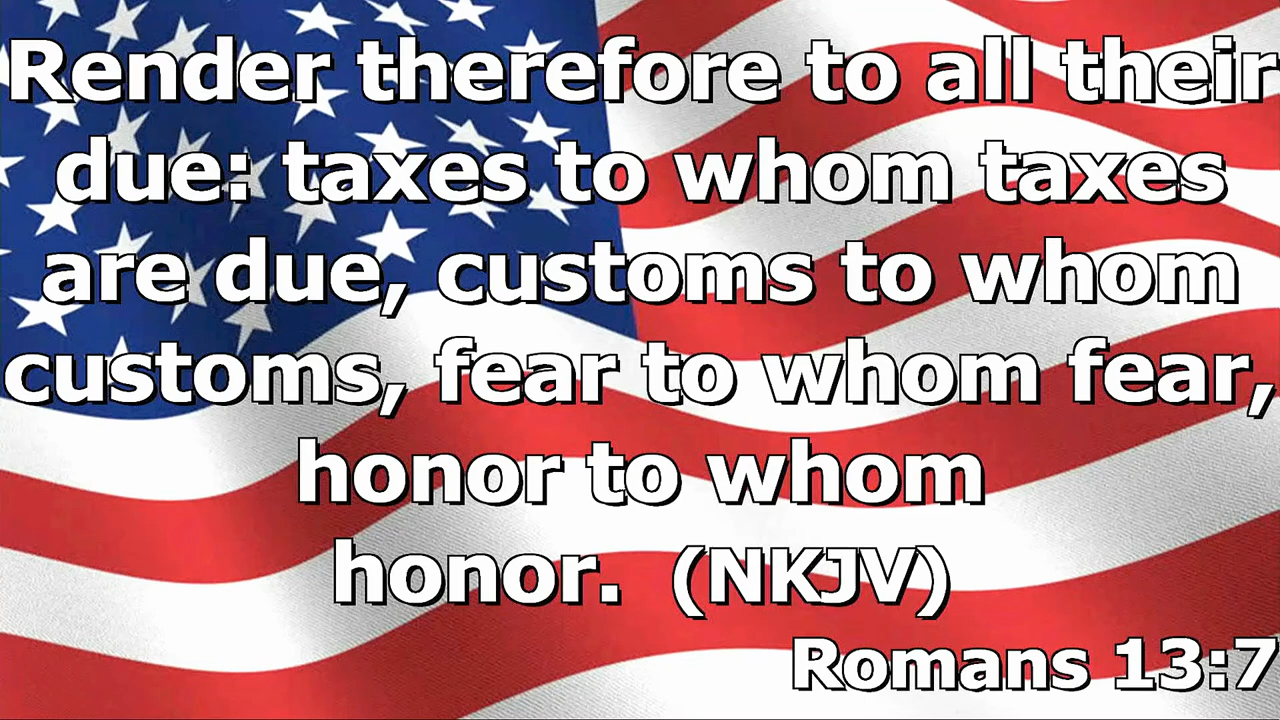 Render therefore to all their
due: taxes to whom taxes
are due, customs to whom
customs, fear to whom fear,
honor to whom
honor.  (NKJV)
Romans 13:7